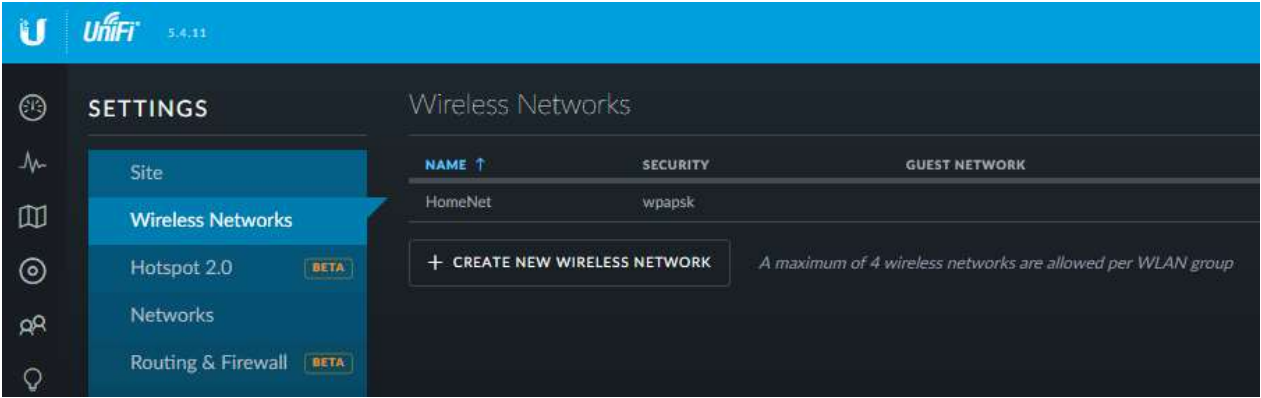 UniFi 5.4.11
SETTINGS
Site
Wireless Networks
Hotspot 2.0 BETA
Networks
Routing & Firewall BETA
Wireless Networks
NAME ↑ SECURITY GUEST NETWORK
HomeNet wpapsk
+ CREATE NEW WIRELESS NETWORK A maximum of 4 wireless networks are allowed per WLAN group